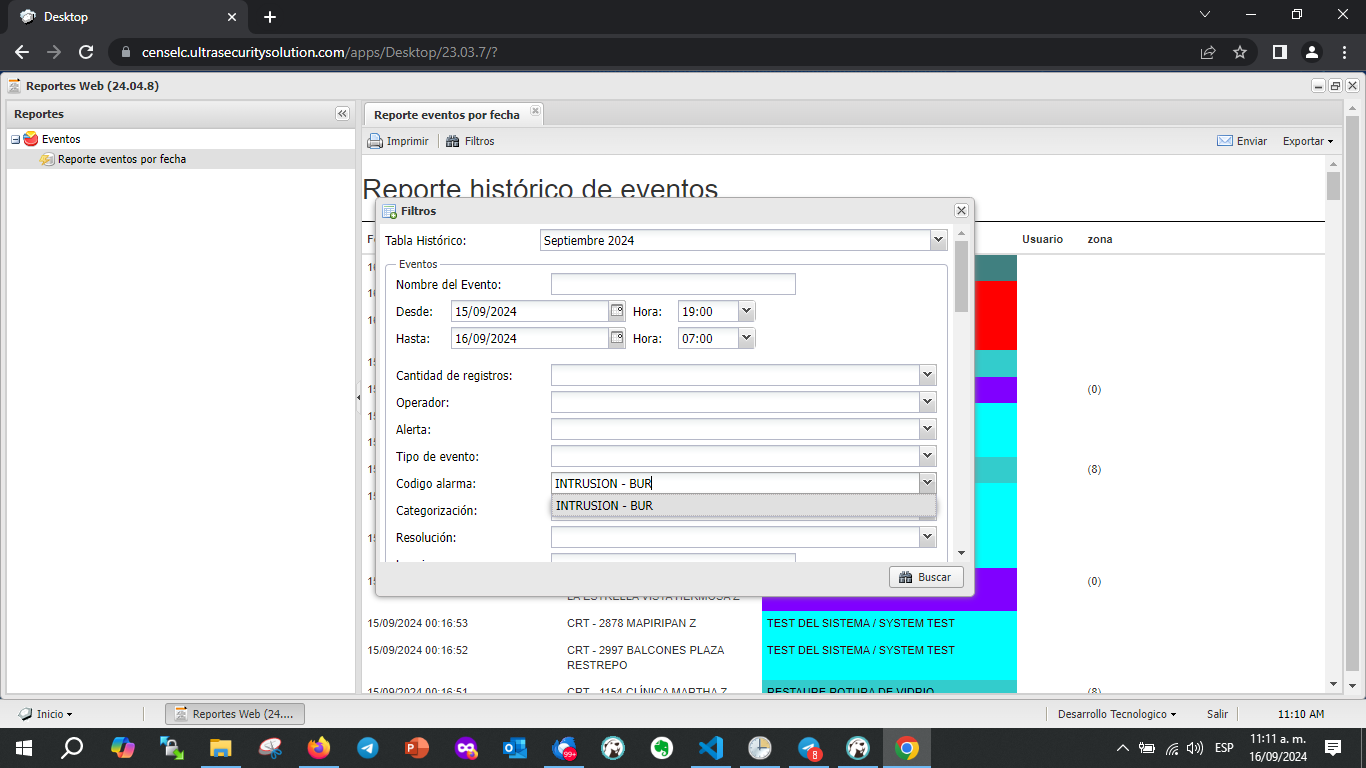 Desktop
censelc.ultrasecuritysolution.com/apps/Desktop/23.03.7/?
Reportes Web (24.04.8)
Reportes
Eventos
Reporte eventos por fecha
Reporte eventos por fecha
Imprimir
Filtros
Enviar
Exportar
Reporte histórico de eventos
Usuario
zona
Filtros
Tabla Histórico:
Septiembre 2024
Eventos
Nombre del Evento:
Desde:
15/09/2024
Hora:
19:00
Hasta:
16/09/2024
Hora:
07:00
Cantidad de registros:
Operador:
Alerta:
Tipo de evento:
Codigo alarma:
INTRUSION - BUR
INTRUSION - BUR
Categorización:
Resolución:
Buscar
(0)
(8)
(0)
LA ESTRELLA VISTAHERMOSA Z
15/09/2024 00:16:53
CRT - 2878 MAPIRIPAN Z
TEST DEL SISTEMA / SYSTEM TEST
15/09/2024 00:16:52
CRT - 2997 BALCONES PLAZA
RESTREPO
TEST DEL SISTEMA / SYSTEM TEST
15/09/2024 00:16:51
CRT - 1154 CLÍNICA MARTHA Z
RESTAURE ROTURA DE VIDRIO
(8)
Inicio
Reportes Web (24....
Desarrollo Tecnologico
Salir
11:10 AM
99+
8
ESP
11:11 a. m.
16/09/2024